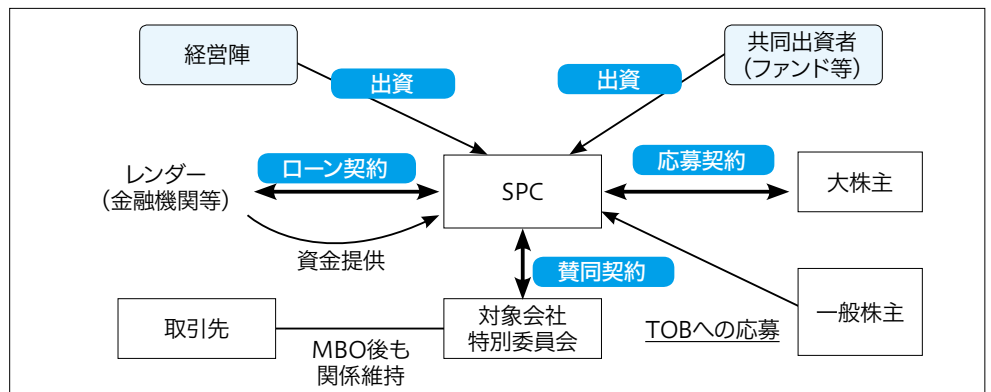 経営陣
共同出資者
(ファンド等)
出資
出資
レンダー
(金融機関等)
ローン契約
SPC
応募契約
大株主
資金提供
賛同契約
取引先
MBO後も
関係維持
対象会社
特別委員会
TOBへの応募
一般株主